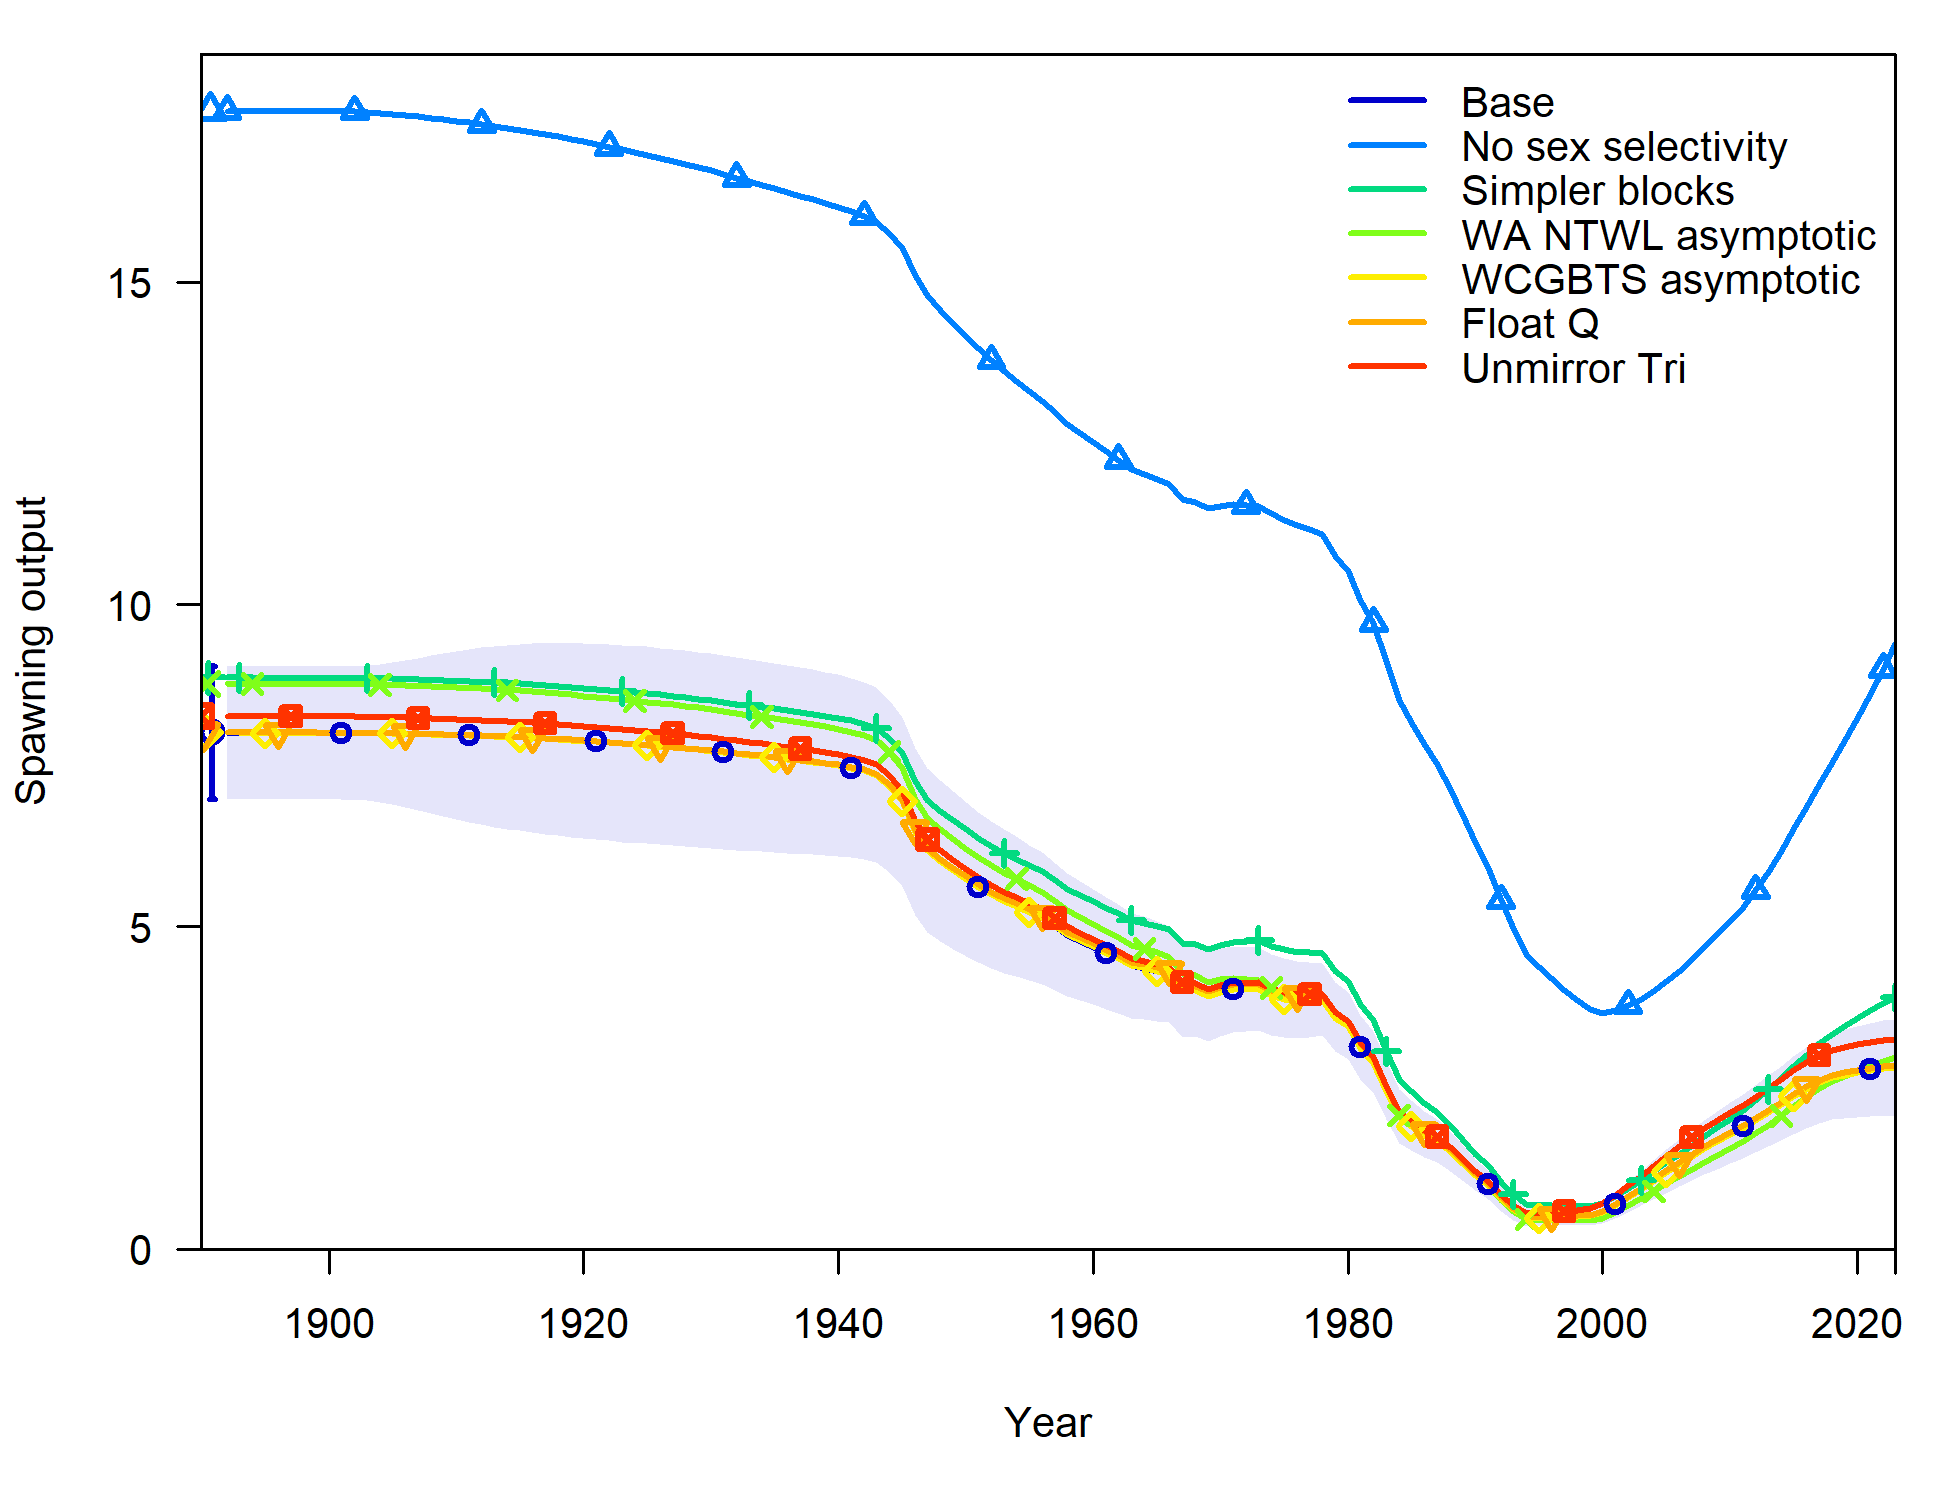 Base
No sex selectivity
Simpler blocks
WA NTWL asymptotic
WCGBTS asymptotic
Float Q
Unmirror Tri
Spawning output
15
10
5
0
1900 1920 1940 1960 1980 2000 2020
Year